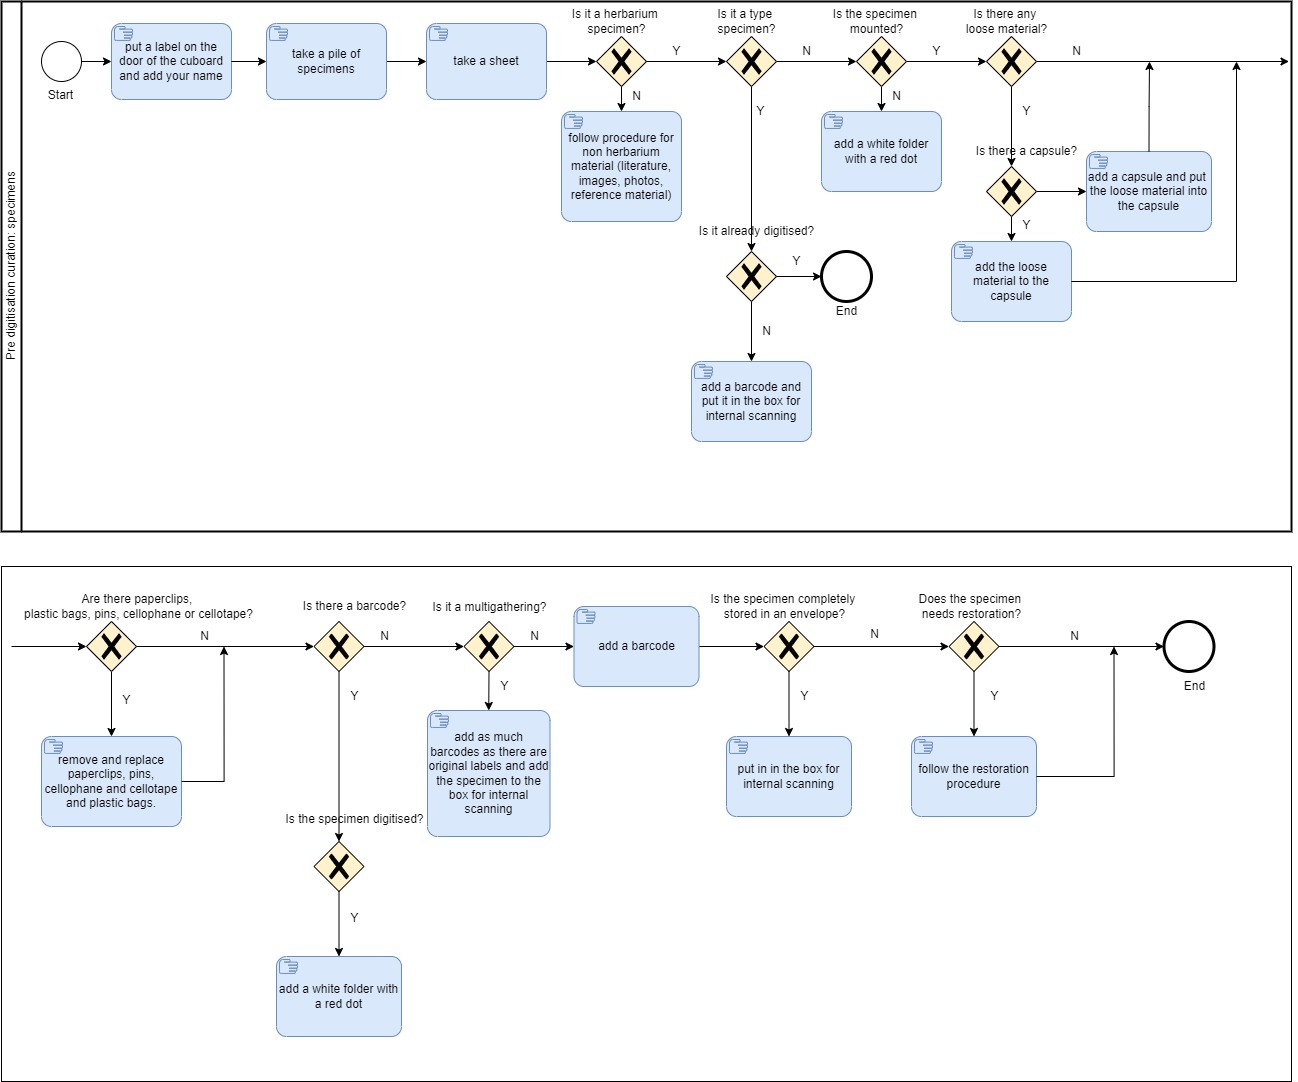 Pre digitisation curation: specimens
Start
put a label on the
door of the cuboard
and add your name
take a pile of
specimens
take a sheet
Is it a herbarium
specimen?
Y
N
follow procedure for
non herbarium
material (literature,
images, photos,
reference material)
Is it a type
specimen?
N
Y
Is it already digitised?
Y
End
N
add a barcode and
put it in the box for
internal scanning
Is the specimen
mounted?
Y
N
add a white folder
with a red dot
Is there any
loose material?
N
Y
Is there a capsule?
add a capsule and put
the loose material into
the capsule
Y
add the loose
material to the
capsule
Are there paperclips,
plastic bags, pins, cellophane or cellotape?
N
Y
remove and replace
paperclips, pins,
cellophane and cellotape
and plastic bags.
Is there a barcode?
N
Y
Is the specimen digitised?
Y
add a white folder with
a red dot
Is it a multigathering?
N
Y
add as much
barcodes as there are
original labels and add
the specimen to the
box for internal
scanning
add a barcode
Is the specimen completely
stored in an envelope?
N
Y
put in in the box for
internal scanning
Does the specimen
needs restoration?
N
Y
follow the restoration
procedure
End